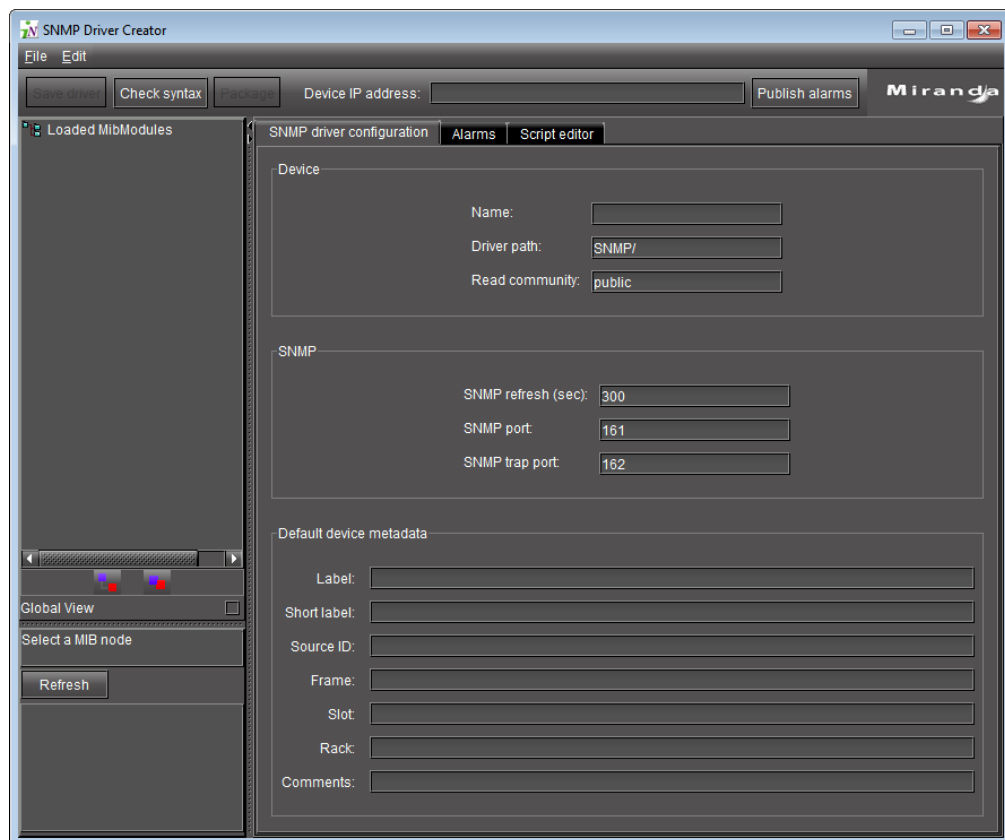 SNMP Driver Creator
File Edit
Save driver Check syntax Package Device IP address: Publish alarms Miranda
Loaded MibModules
SNMP driver configuration Alarms Script editor
Device
Name:
Driver path: SNMP/
Read community: public
SNMP
SNMP refresh (sec): 300
SNMP port: 161
SNMP trap port: 162
Default device metadata
Label:
Short label:
Source ID:
Frame:
Slot:
Rack:
Comments:
Global View
Select a MIB node
Refresh